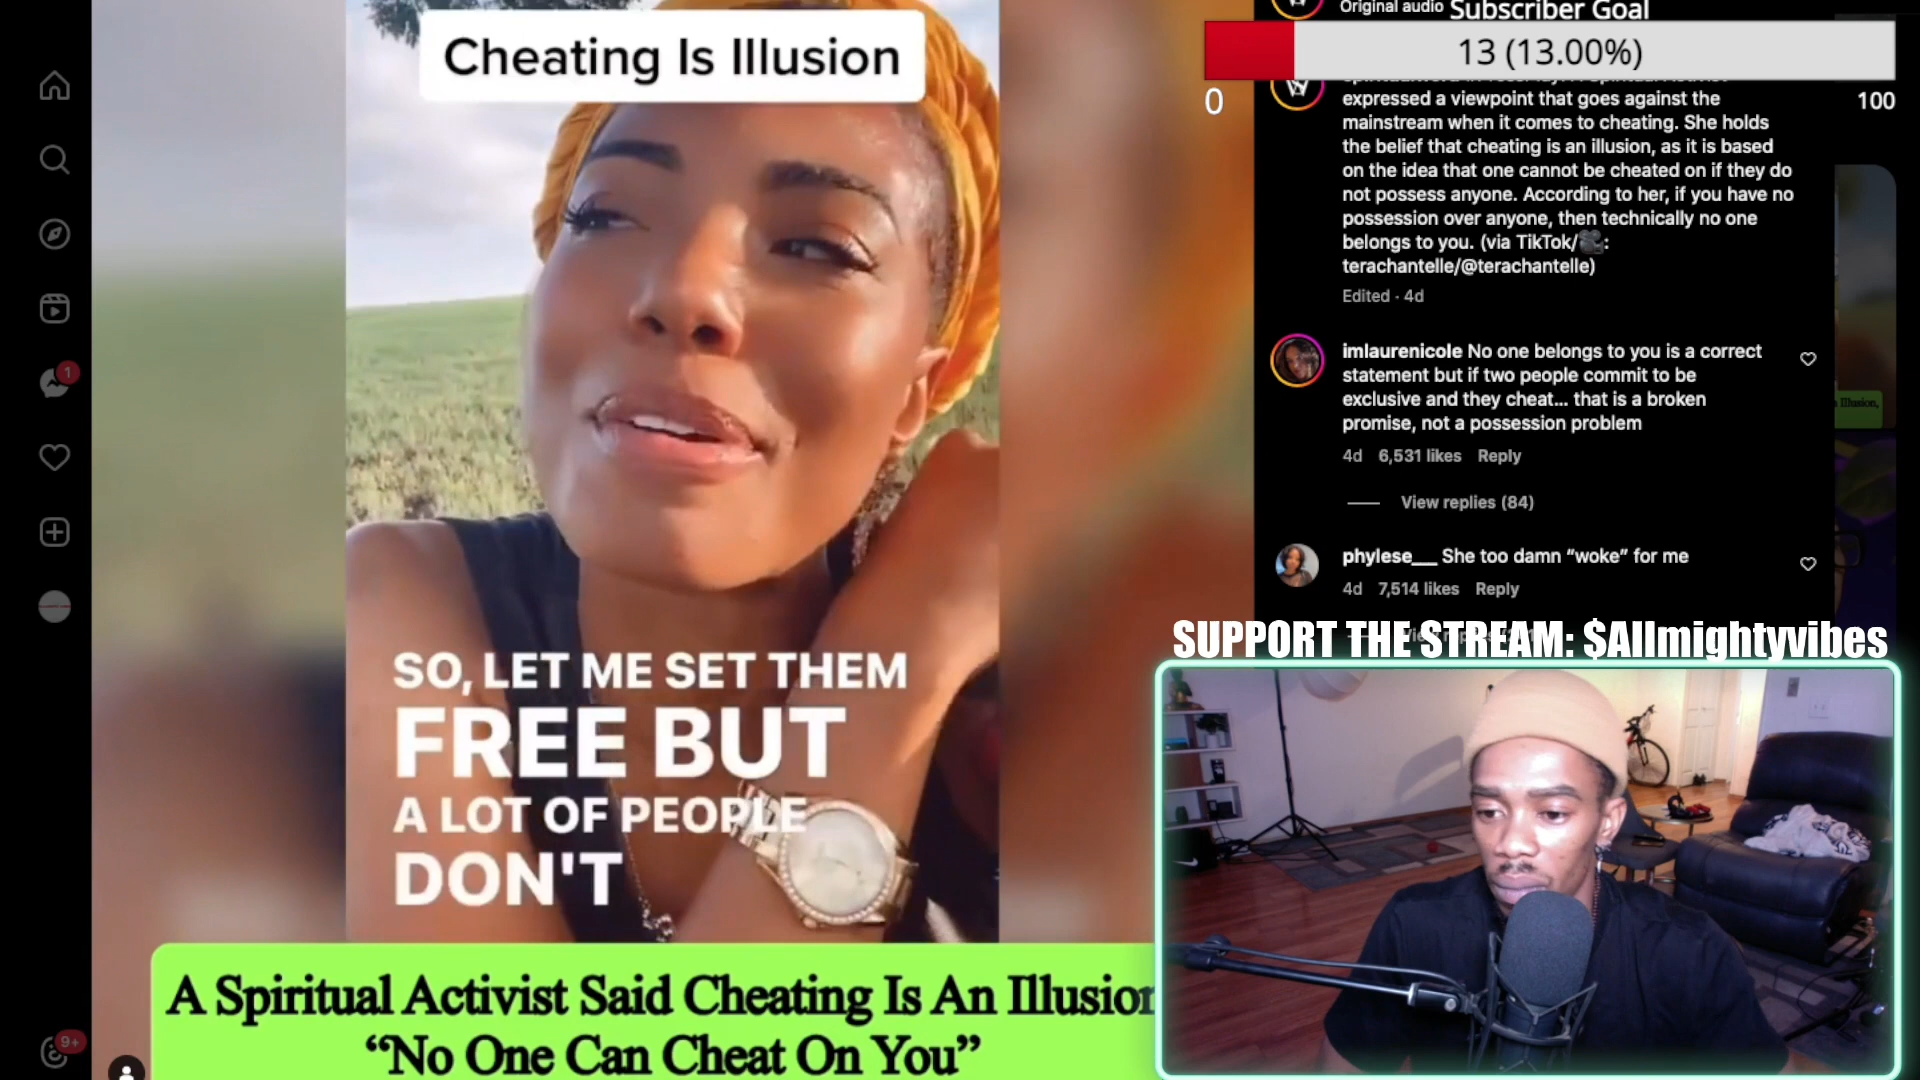 Cheating Is Illusion
SO, LET ME SET THEM
FREE BUT
A LOT OF PEOPLE
DON'T
A Spiritual Activist Said Cheating Is An Illusion
“No One Can Cheat On You”
1
9+
Original audio
Subscriber Goal
13 (13.00%)
0
100
expressed a viewpoint that goes against the
mainstream when it comes to cheating. She holds
the belief that cheating is an illusion, as it is based
on the idea that one cannot be cheated on if they do
not possess anyone. According to her, if you have no
possession over anyone, then technically no one
belongs to you. (via TikTok/🎥:
terachantelle/@terachantelle)
Edited · 4d
imlaurenicole No one belongs to you is a correct
statement but if two people commit to be
exclusive and they cheat... that is a broken
promise, not a possession problem
4d 6,531 likes Reply
View replies (84)
phylese__ She too damn “woke” for me
4d 7,514 likes Reply
SUPPORT THE STREAM: $Allmightyvibes
Illusion,